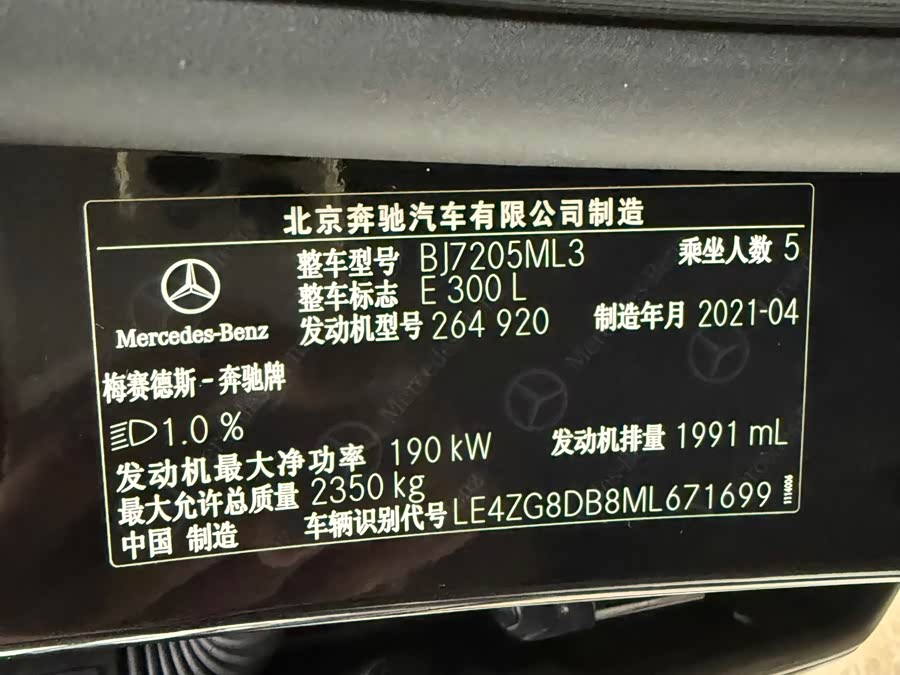 北京奔驰汽车有限公司制造
整车型号 BJ7205ML3 乘坐人数 5
整车标志 E 300 L
Mercedes-Benz 发动机型号 264 920 制造年月 2021-04
梅赛德斯-奔驰牌
1.0 %
发动机最大净功率 190 kW 发动机排量 1991 mL
最大允许总质量 2350 kg
中国 制造 车辆识别代号 LE4ZG8DB8ML671699